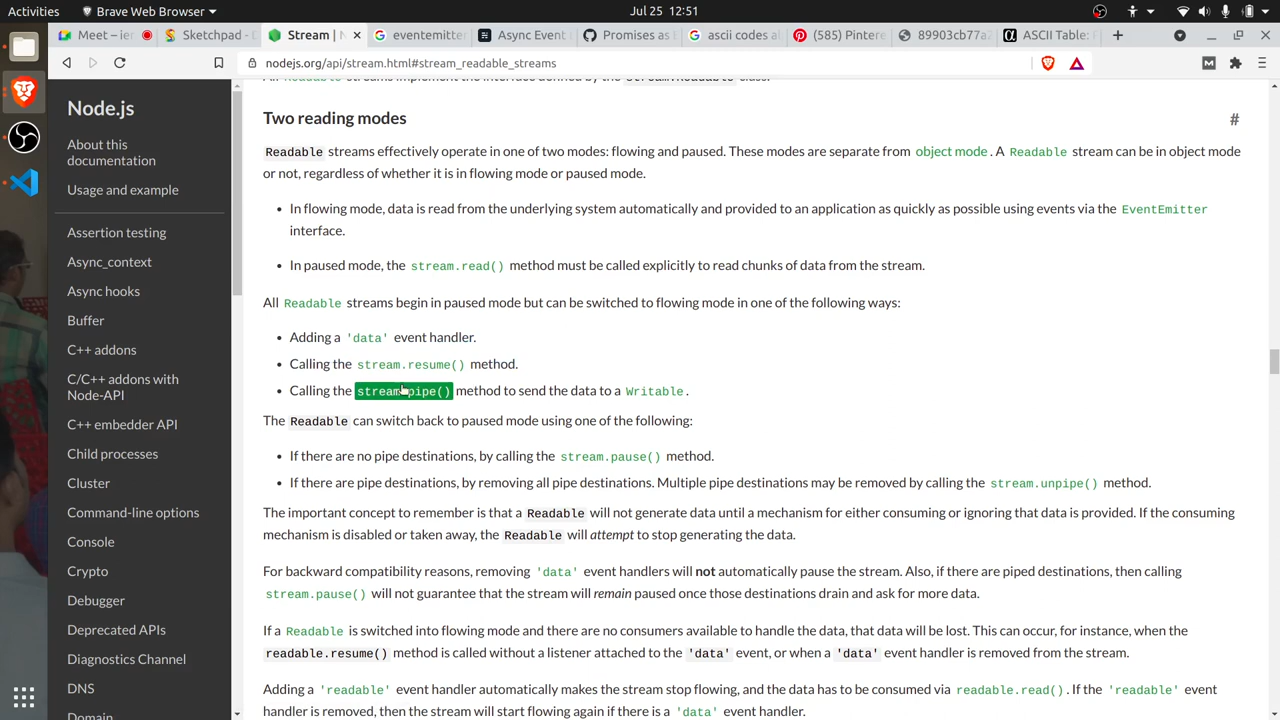 Activities Brave Web Browser Jul 25 12:51
Meet – ien Sketchpad Stream | N eventemitter Async Event Promises as ascii codes al (585) Pintere 89903cb77a ASCII Table:
nodejs.org/api/stream.html#stream_readable_streams
All Readable streams implement the interface defined by the stream.Readable class.
Node.js
About this
documentation
Usage and example
Assertion testing
Async_context
Async hooks
Buffer
C++ addons
C/C++ addons with
Node-API
C++ embedder API
Child processes
Cluster
Command-line options
Console
Crypto
Debugger
Deprecated APIs
Diagnostics Channel
DNS
Domain
Two reading modes #
Readable streams effectively operate in one of two modes: flowing and paused. These modes are separate from object mode. A Readable stream can be in object mode
or not, regardless of whether it is in flowing mode or paused mode.
• In flowing mode, data is read from the underlying system automatically and provided to an application as quickly as possible using events via the EventEmitter
interface.
• In paused mode, the stream.read() method must be called explicitly to read chunks of data from the stream.
All Readable streams begin in paused mode but can be switched to flowing mode in one of the following ways:
• Adding a 'data' event handler.
• Calling the stream.resume() method.
• Calling the stream.pipe() method to send the data to a Writable.
The Readable can switch back to paused mode using one of the following:
• If there are no pipe destinations, by calling the stream.pause() method.
• If there are pipe destinations, by removing all pipe destinations. Multiple pipe destinations may be removed by calling the stream.unpipe() method.
The important concept to remember is that a Readable will not generate data until a mechanism for either consuming or ignoring that data is provided. If the consuming
mechanism is disabled or taken away, the Readable will attempt to stop generating the data.
For backward compatibility reasons, removing 'data' event handlers will not automatically pause the stream. Also, if there are piped destinations, then calling
stream.pause() will not guarantee that the stream will remain paused once those destinations drain and ask for more data.
If a Readable is switched into flowing mode and there are no consumers available to handle the data, that data will be lost. This can occur, for instance, when the
readable.resume() method is called without a listener attached to the 'data' event, or when a 'data' event handler is removed from the stream.
Adding a 'readable' event handler automatically makes the stream stop flowing, and the data has to be consumed via readable.read(). If the 'readable' event
handler is removed, then the stream will start flowing again if there is a 'data' event handler.